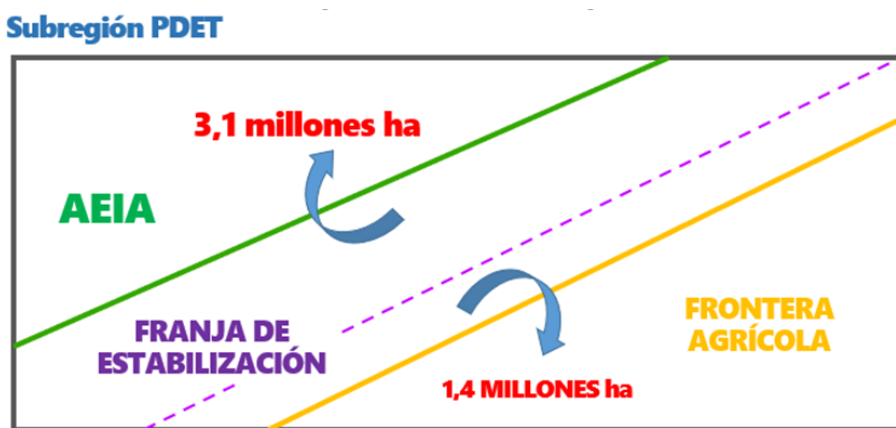 Subregión PDET
3,1 millones ha
AEIA
FRANJA DE
ESTABILIZACIÓN
FRONTERA
AGRÍCOLA
1,4 MILLONES ha